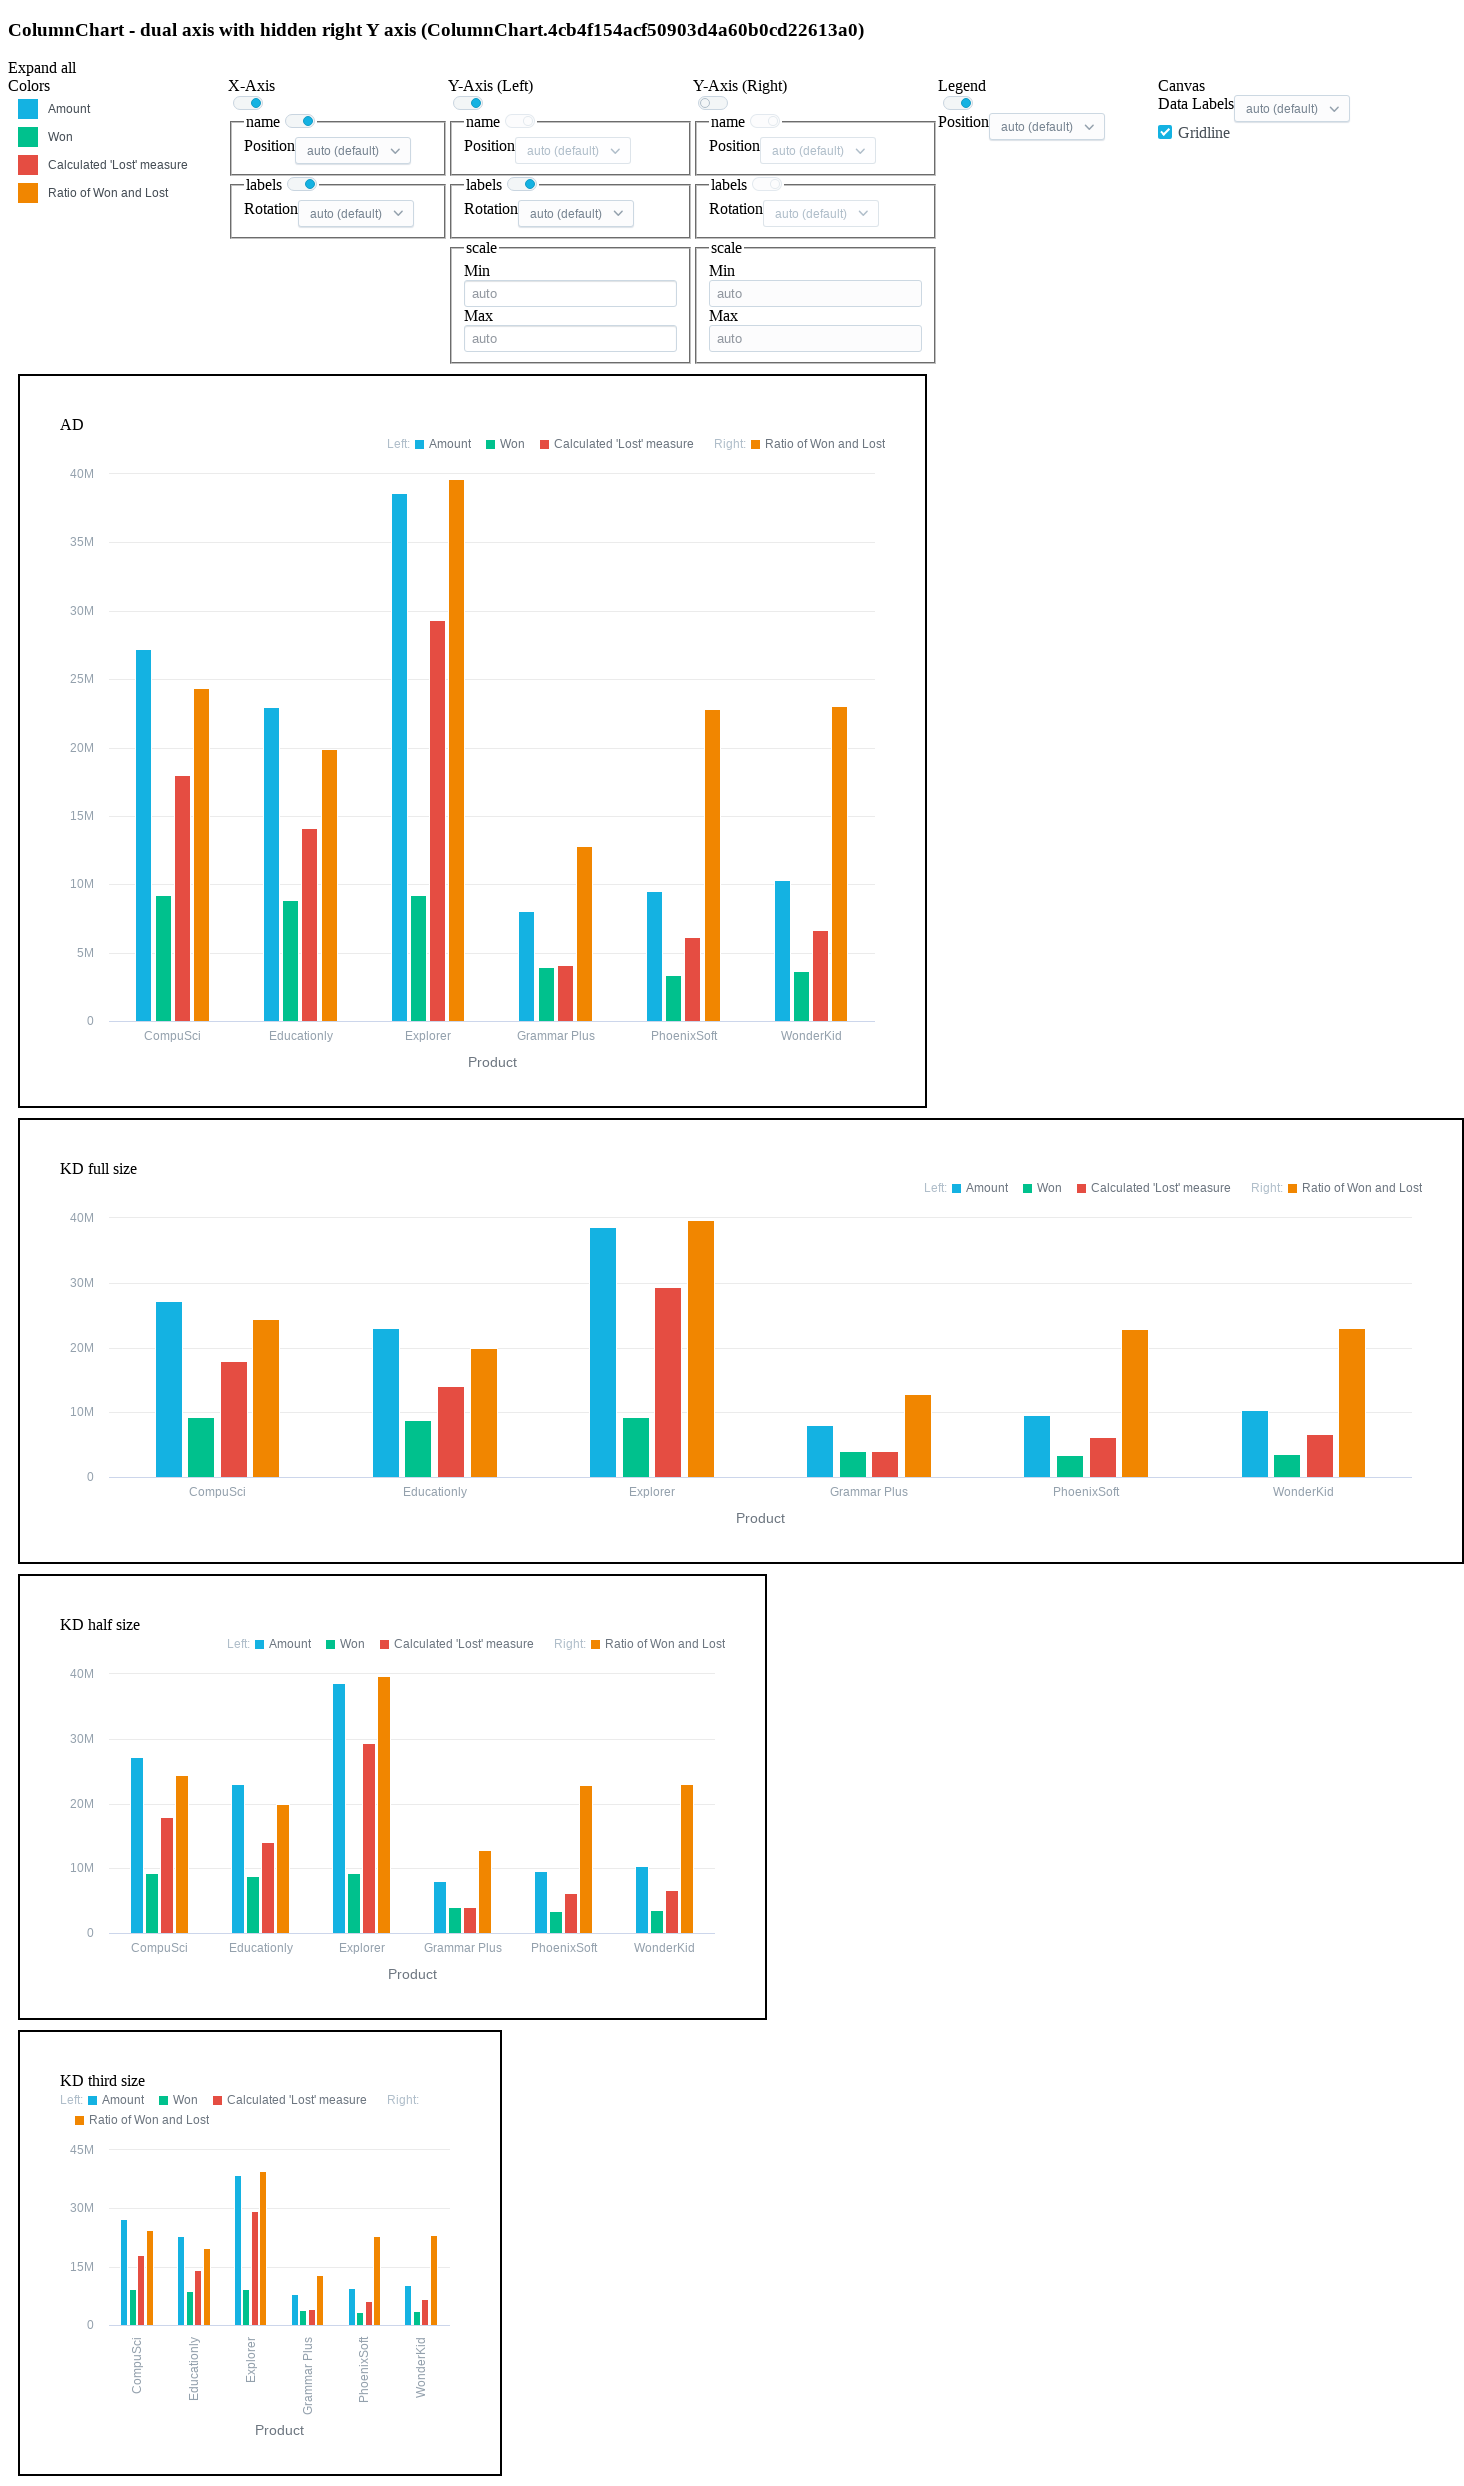 ColumnChart - dual axis with hidden right Y axis (ColumnChart.4cb4f154acf50903d4a60b0cd22613a0)
Expand all
Colors
Amount
Won
Calculated 'Lost' measure
Ratio of Won and Lost
X-Axis
name
Position auto (default)
labels
Rotation auto (default)
Y-Axis (Left)
name
Position auto (default)
labels
Rotation auto (default)
scale
Min
auto
Max
auto
Y-Axis (Right)
name
Position auto (default)
labels
Rotation auto (default)
scale
Min
auto
Max
auto
Legend
Position auto (default)
Canvas
Data Labels auto (default)
Gridline
AD
Left: Amount Won Calculated 'Lost' measure Right: Ratio of Won and Lost
40M
35M
30M
25M
20M
15M
10M
5M
0
CompuSci Educationly Explorer Grammar Plus PhoenixSoft WonderKid
Product
KD full size
Left: Amount Won Calculated 'Lost' measure Right: Ratio of Won and Lost
40M
30M
20M
10M
0
CompuSci Educationly Explorer Grammar Plus PhoenixSoft WonderKid
Product
KD half size
Left: Amount Won Calculated 'Lost' measure Right: Ratio of Won and Lost
40M
30M
20M
10M
0
CompuSci Educationly Explorer Grammar Plus PhoenixSoft WonderKid
Product
KD third size
Left: Amount Won Calculated 'Lost' measure Right:
Ratio of Won and Lost
45M
30M
15M
0
CompuSci
Educationly
Explorer
Grammar Plus
PhoenixSoft
WonderKid
Product